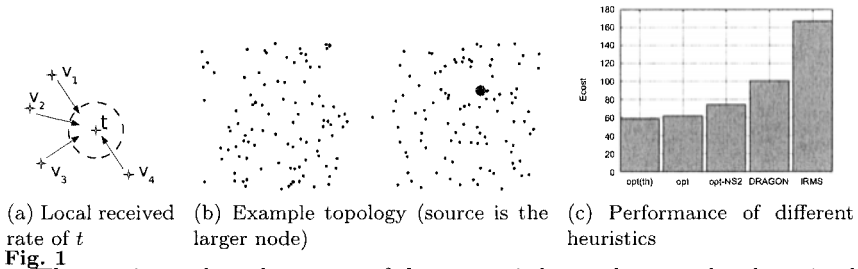 V1
V2
t
V3
V4
180
160
140
120
100
80
60
40
20
0
Ecost
opt(th) opt opt-NS2 DRAGON IRMS
(a) Local received rate of t
(b) Example topology (source is the larger node)
(c) Performance of different heuristics
Fig. 1